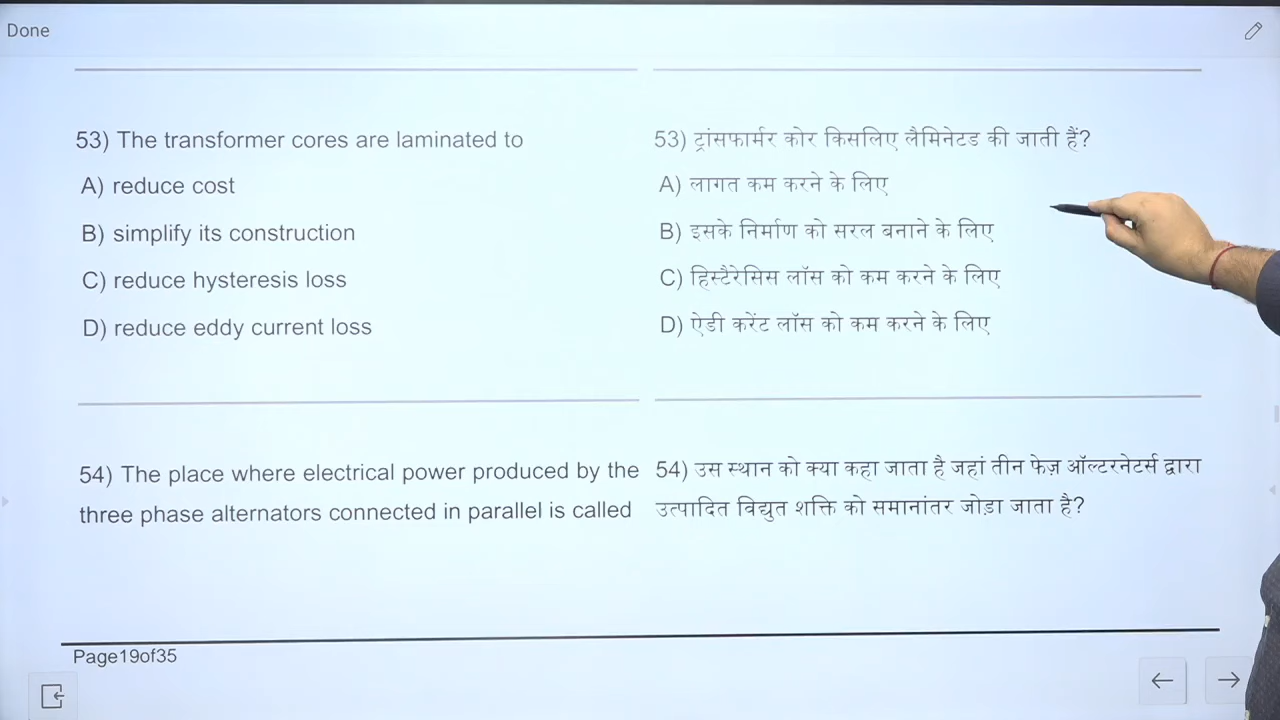 Done
53) The transformer cores are laminated to
A) reduce cost
B) simplify its construction
C) reduce hysteresis loss
D) reduce eddy current loss
53) ट्रांसफार्मर कोर किसलिए लैमिनेटड की जाती हैं?
A) लागत कम करने के लिए
B) इसके निर्माण को सरल बनाने के लिए
C) हिस्टैरेसिस लॉस को कम करने के लिए
D) ऐडी करेंट लॉस को कम करने के लिए
54) The place where electrical power produced by the
three phase alternators connected in parallel is called
54) उस स्थान को क्या कहा जाता है जहां तीन फेज़ ऑल्टरनेटर्स द्वारा
उत्पादित विद्युत शक्ति को समानांतर जोड़ा जाता है?
Page19of35